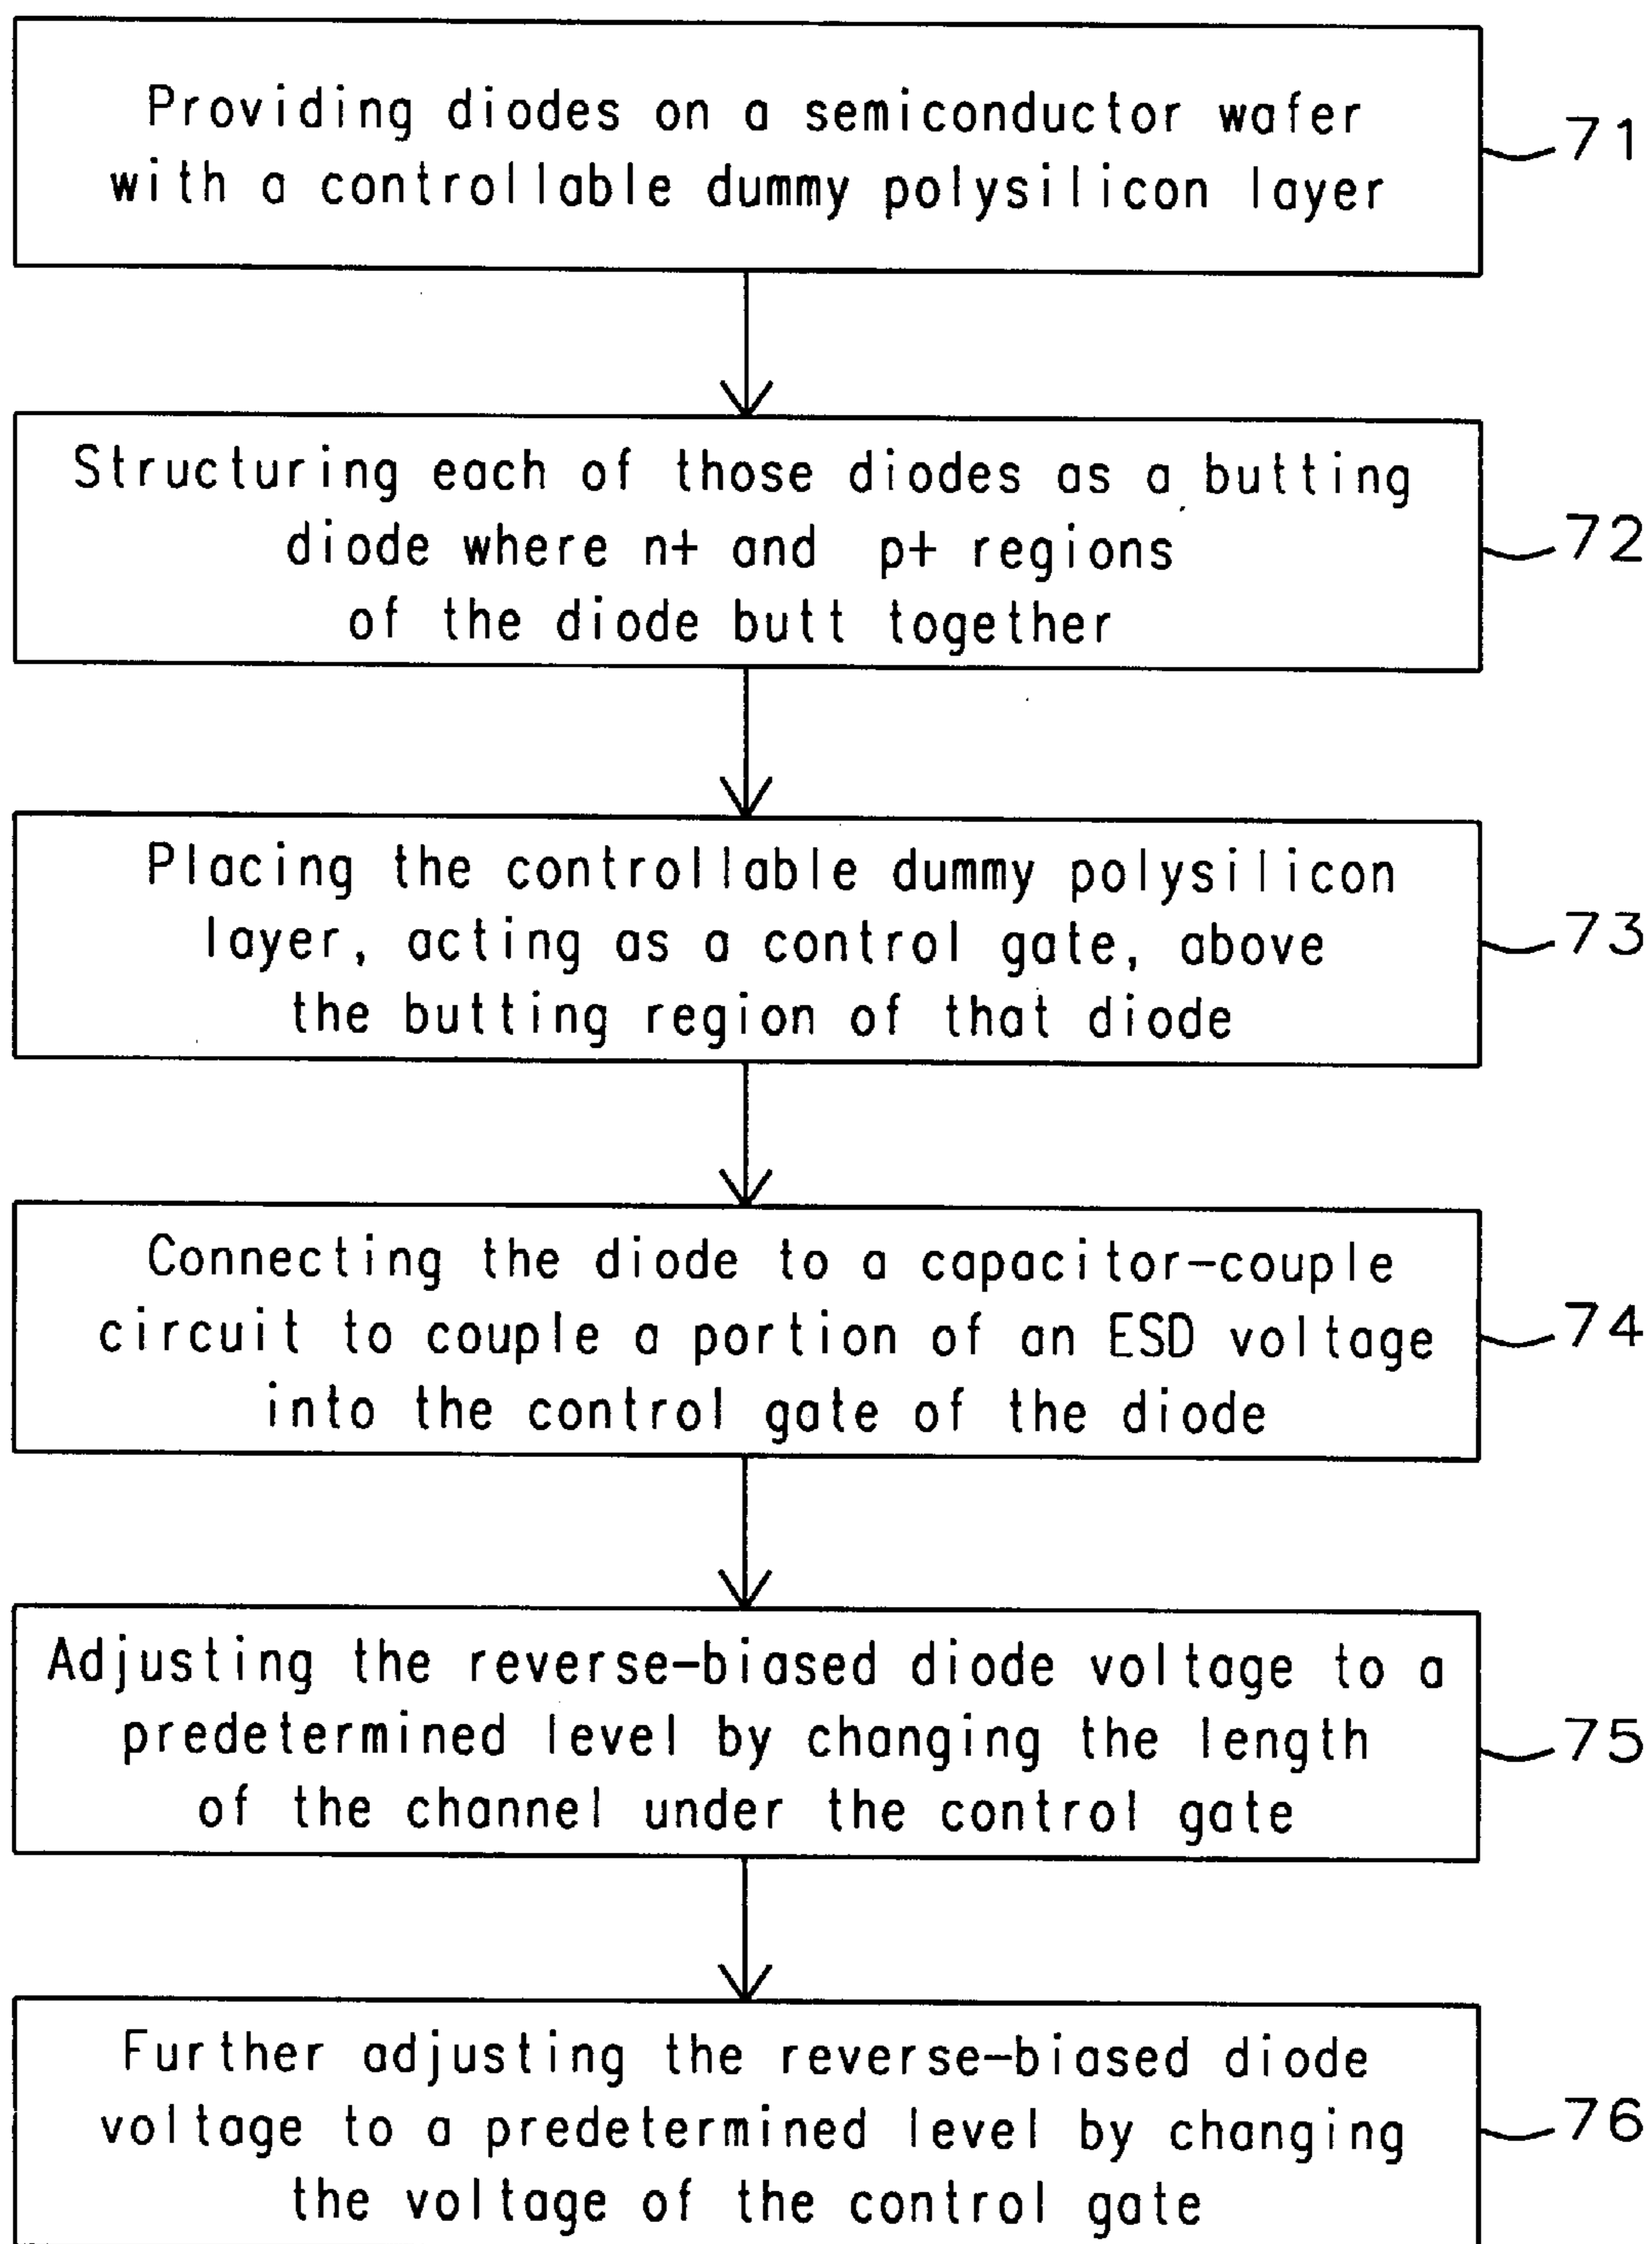 Providing diodes on a semiconductor wafer
with a controllable dummy polysilicon layer
71
Structuring each of those diodes as a butting
diode where n+ and p+ regions
of the diode butt together
72
Placing the controllable dummy polysilicon
layer, acting as a control gate, above
the butting region of that diode
73
Connecting the diode to a capacitor-couple
circuit to couple a portion of an ESD voltage
into the control gate of the diode
74
Adjusting the reverse-biased diode voltage to a
predetermined level by changing the length
of the channel under the control gate
75
Further adjusting the reverse-biased diode
voltage to a predetermined level by changing
the voltage of the control gate
76